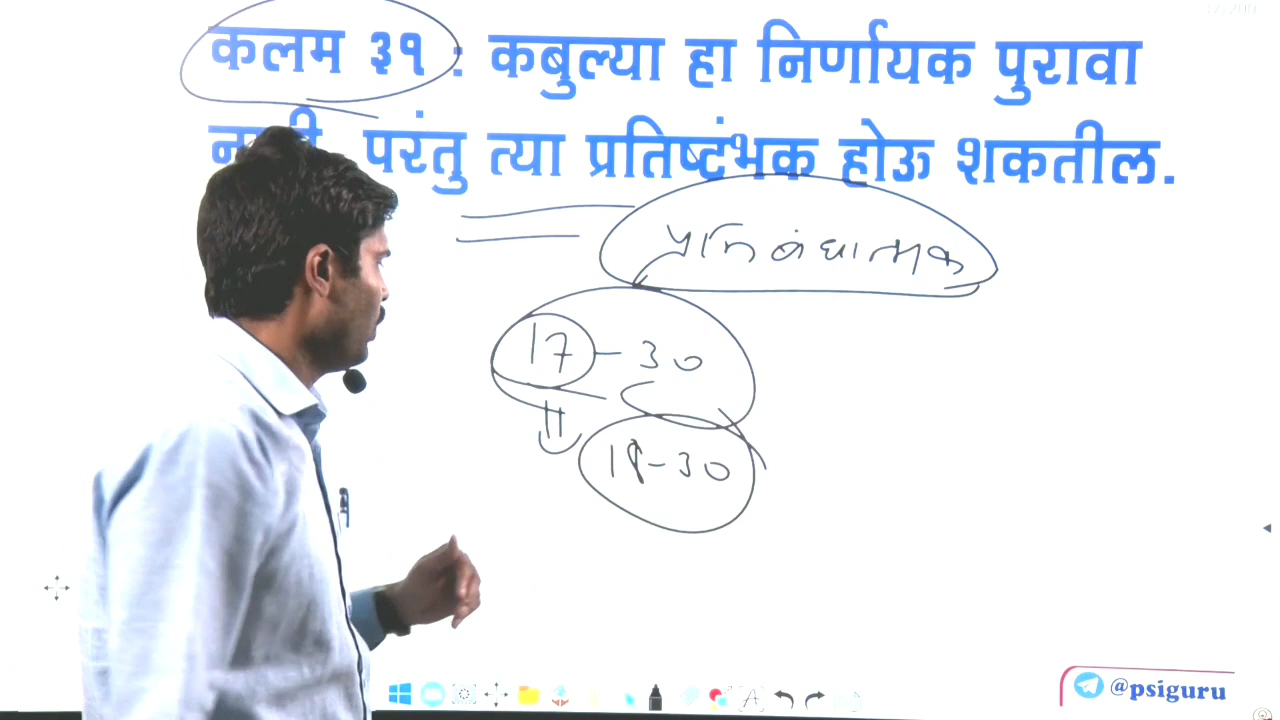 कलम ३१ : कबुल्या हा निर्णायक पुरावा
परंतु त्या प्रतिष्टंभक होऊ शकतील.
प्रतिबंधात्मक
17 - 30
18-30
@psiguru